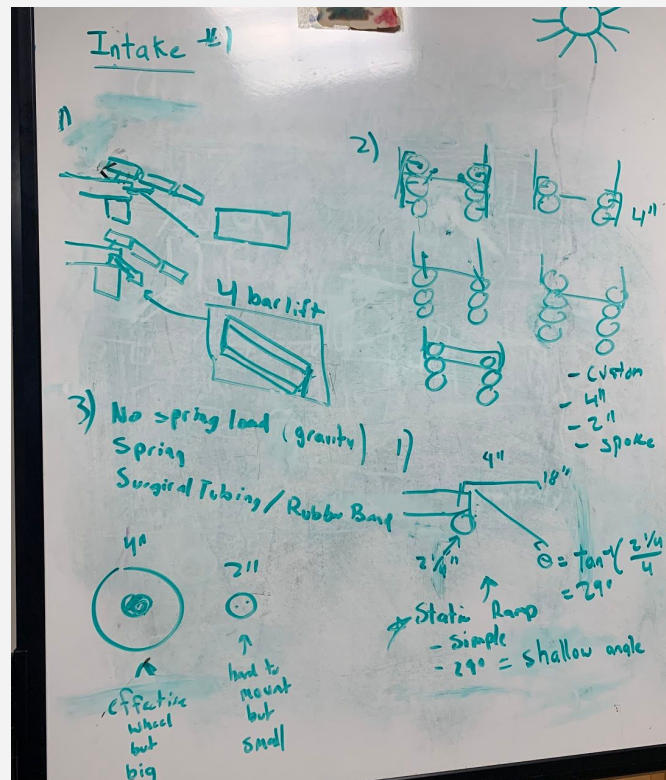 Intake #1
1)
2)
4"
4 bar lift
- custom
- 4"
- 2"
- spoke
3) No spring load (gravity)
Spring
Surgical Tubing / Rubber Band
1)
4"
18"
2 1/4"
θ = tan⁻¹( 2 1/4 / 4
= 29°
Static Ramp
- simple
- 29° = shallow angle
4"
effective
wheel
but
big
2"
hard to
mount
but
small